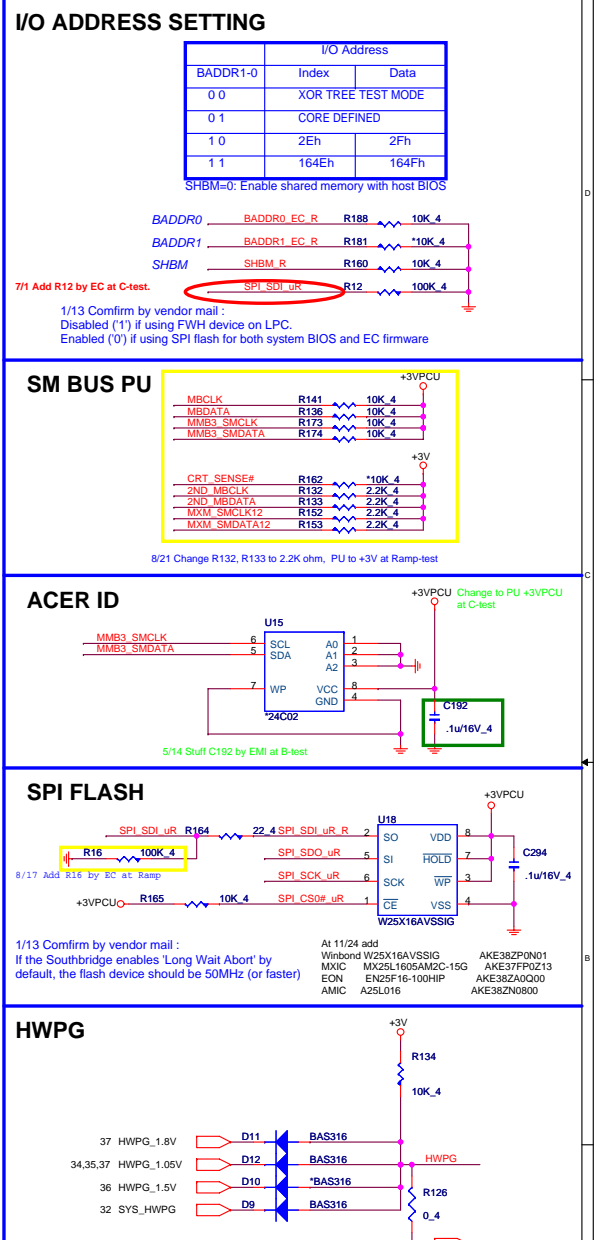 I/O ADDRESS SETTING
I/O Address
BADDR1-0 Index Data
0 0 XOR TREE TEST MODE
0 1 CORE DEFINED
1 0 2Eh 2Fh
1 1 164Eh 164Fh
SHBM=0: Enable shared memory with host BIOS
D
BADDR0 BADDR0_EC_R R188 10K_4
BADDR1 BADDR1_EC_R R181 *10K_4
SHBM SHBM_R R160 10K_4
7/1 Add R12 by EC at C-test. SPI_SDI_uR R12 100K_4
1/13 Comfirm by vendor mail :
Disabled ('1') if using FWH device on LPC.
Enabled ('0') if using SPI flash for both system BIOS and EC firmware
SM BUS PU
+3VPCU
MBCLK R141 10K_4
MBDATA R136 10K_4
MMB3_SMCLK R173 10K_4
MMB3_SMDATA R174 10K_4
+3V
CRT_SENSE# R162 *10K_4
2ND_MBCLK R132 2.2K_4
2ND_MBDATA R133 2.2K_4
MXM_SMCLK12 R152 2.2K_4
MXM_SMDATA12 R153 2.2K_4
8/21 Change R132, R133 to 2.2K ohm, PU to +3V at Ramp-test
C
ACER ID
+3VPCU Change to PU +3VPCU
at C-test
U15
MMB3_SMCLK 6 SCL A0 1
MMB3_SMDATA 5 SDA A1 2
A2 3
7 WP VCC 8
GND 4
*24C02
C192
.1u/16V_4
5/14 Stuff C192 by EMI at B-test
SPI FLASH
+3VPCU
U18
SPI_SDI_uR R164 22_4 SPI_SDI_uR_R 2 SO VDD 8
R16 100K_4 SPI_SDO_uR 5 SI HOLD 7
C294
.1u/16V_4
8/17 Add R16 by EC at Ramp
SPI_SCK_uR 6 SCK WP 3
+3VPCU R165 10K_4 SPI_CS0#_uR 1 CE VSS 4
W25X16AVSSIG
1/13 Comfirm by vendor mail :
If the Southbridge enables 'Long Wait Abort' by
default, the flash device should be 50MHz (or faster)
At 11/24 add
Winbond W25X16AVSSIG AKE38ZP0N01
MXIC MX25L1605AM2C-15G AKE37FP0Z13
EON EN25F16-100HIP AKE38ZA0Q00
AMIC A25L016 AKE38ZN0800
B
HWPG
+3V
R134
10K_4
37 HWPG_1.8V D11 BAS316
34,35,37 HWPG_1.05V D12 BAS316 HWPG
36 HWPG_1.5V D10 *BAS316
32 SYS_HWPG D9 BAS316
R126
0_4